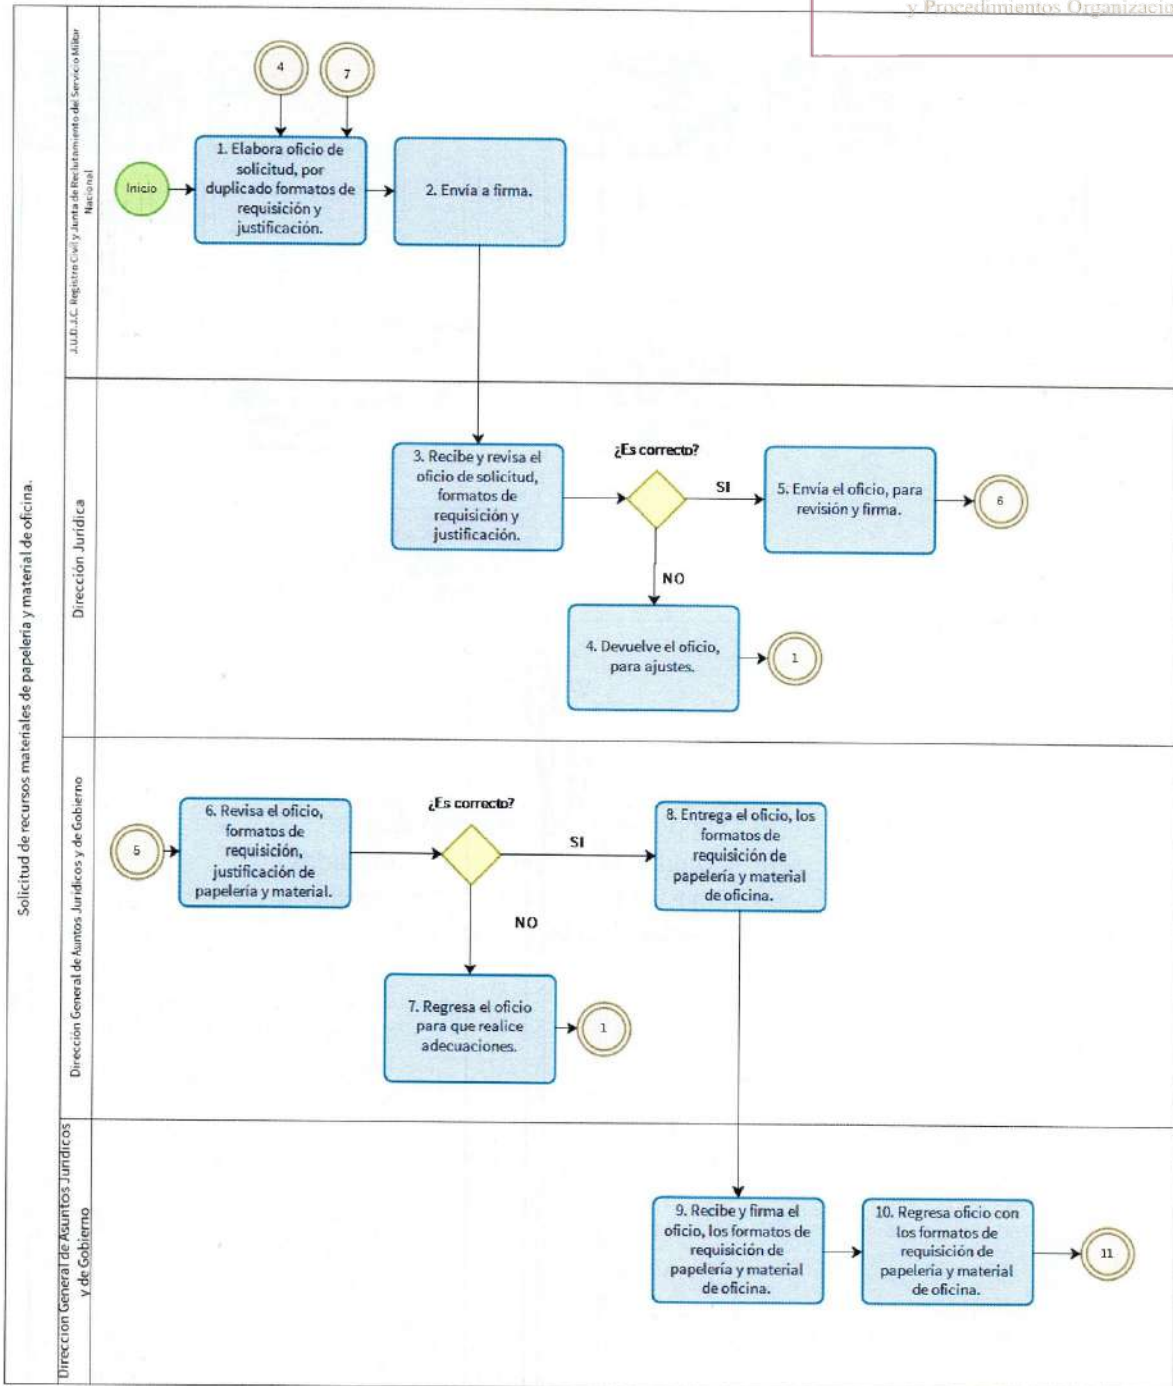 y Procedimientos Organizacio
Solicitud de recursos materiales de papelería y material de oficina.
J.U.D.J.C. Registro Civil y Junta de Reclutamiento del Servicio Militar
Nacional
4
7
Inicio
1. Elabora oficio de
solicitud, por
duplicado formatos de
requisición y
justificación.
2. Envía a firma.
Dirección Jurídica
3. Recibe y revisa el
oficio de solicitud,
formatos de
requisición y
justificación.
¿Es correcto?
SI
5. Envía el oficio, para
revisión y firma.
6
NO
4. Devuelve el oficio,
para ajustes.
1
Dirección General de Asuntos Jurídicos y de Gobierno
5
6. Revisa el oficio,
formatos de
requisición,
justificación de
papelería y material.
¿Es correcto?
SI
8. Entrega el oficio, los
formatos de
requisición de
papelería y material
de oficina.
NO
7. Regresa el oficio
para que realice
adecuaciones.
1
Dirección General de Asuntos Jurídicos
y de Gobierno
9. Recibe y firma el
oficio, los formatos de
requisición de
papelería y material
de oficina.
10. Regresa oficio con
los formatos de
requisición de
papelería y material
de oficina.
11